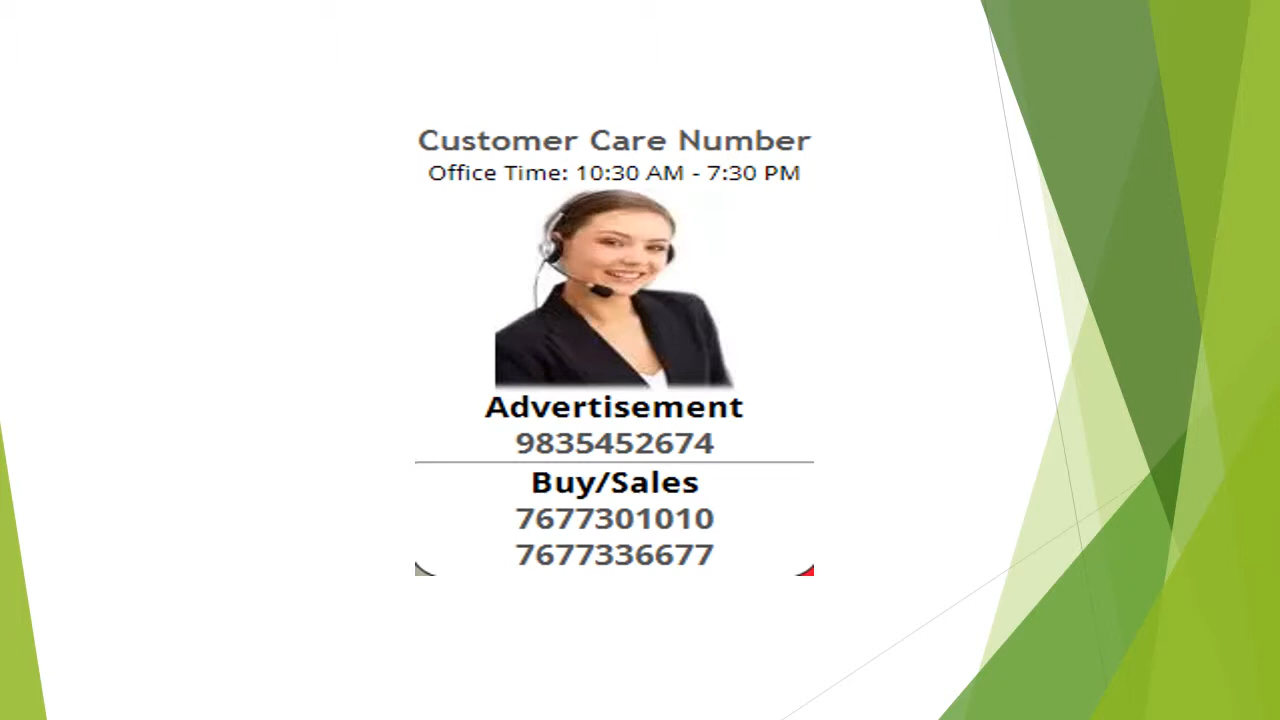 Customer Care Number
Office Time: 10:30 AM - 7:30 PM
Advertisement
9835452674
Buy/Sales
7677301010
7677336677